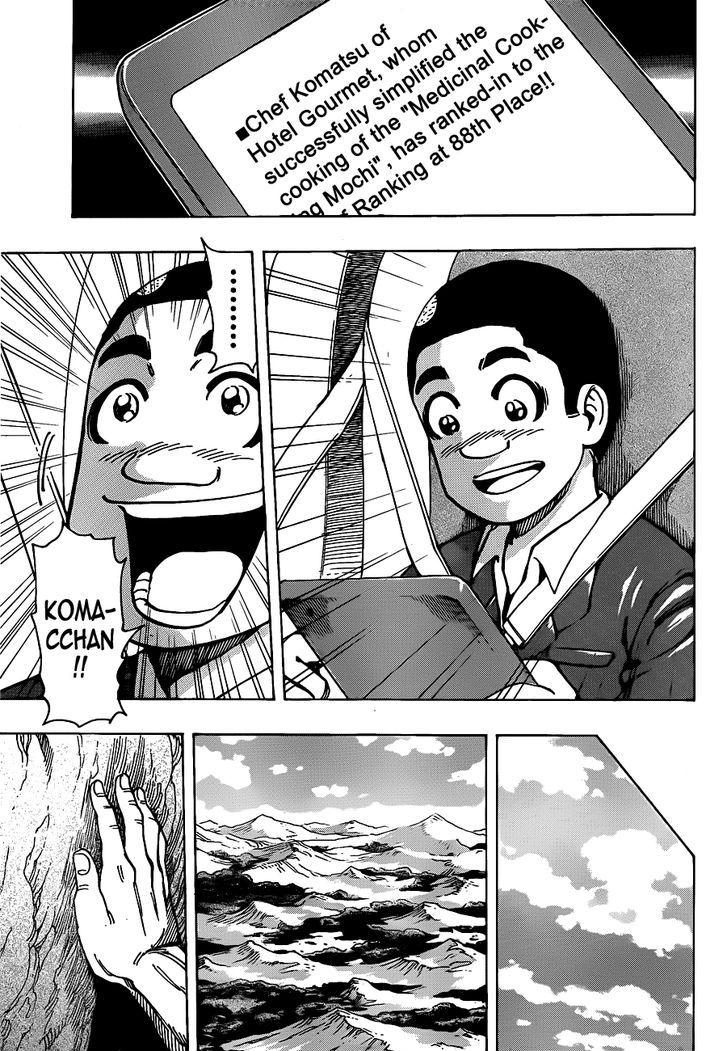 ■Chef Komatsu of
Hotel Gourmet, whom
successfully simplified the
cooking of the "Medicinal Cook-
ing Mochi", has ranked-in to the
Ranking at 88th Place!!
........
KOMA-
CCHAN
!!